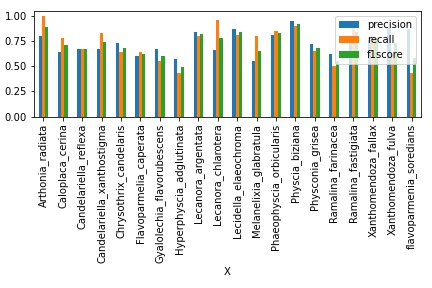 1.00
0.75
0.50
0.25
0.00
precision
recall
f1score
Arthonia_radiata
Caloplaca_cerina
Candelariella_reflexa
Candelariella_xanthostigma
Chrysothrix_candelaris
Flavoparmelia_caperata
Gyalolechia_flavorubescens
Hyperphyscia_adglutinata
Lecanora_argentata
Lecanora_chlarotera
Lecidella_elaeochroma
Melanelixia_glabratula
Phaeophyscia_orbicularis
Physcia_biziana
Physconia_grisea
Ramalina_farinacea
Ramalina_fastigiata
Xanthomendoza_fallax
Xanthomendoza_fulva
flavoparmenia_soredians
X